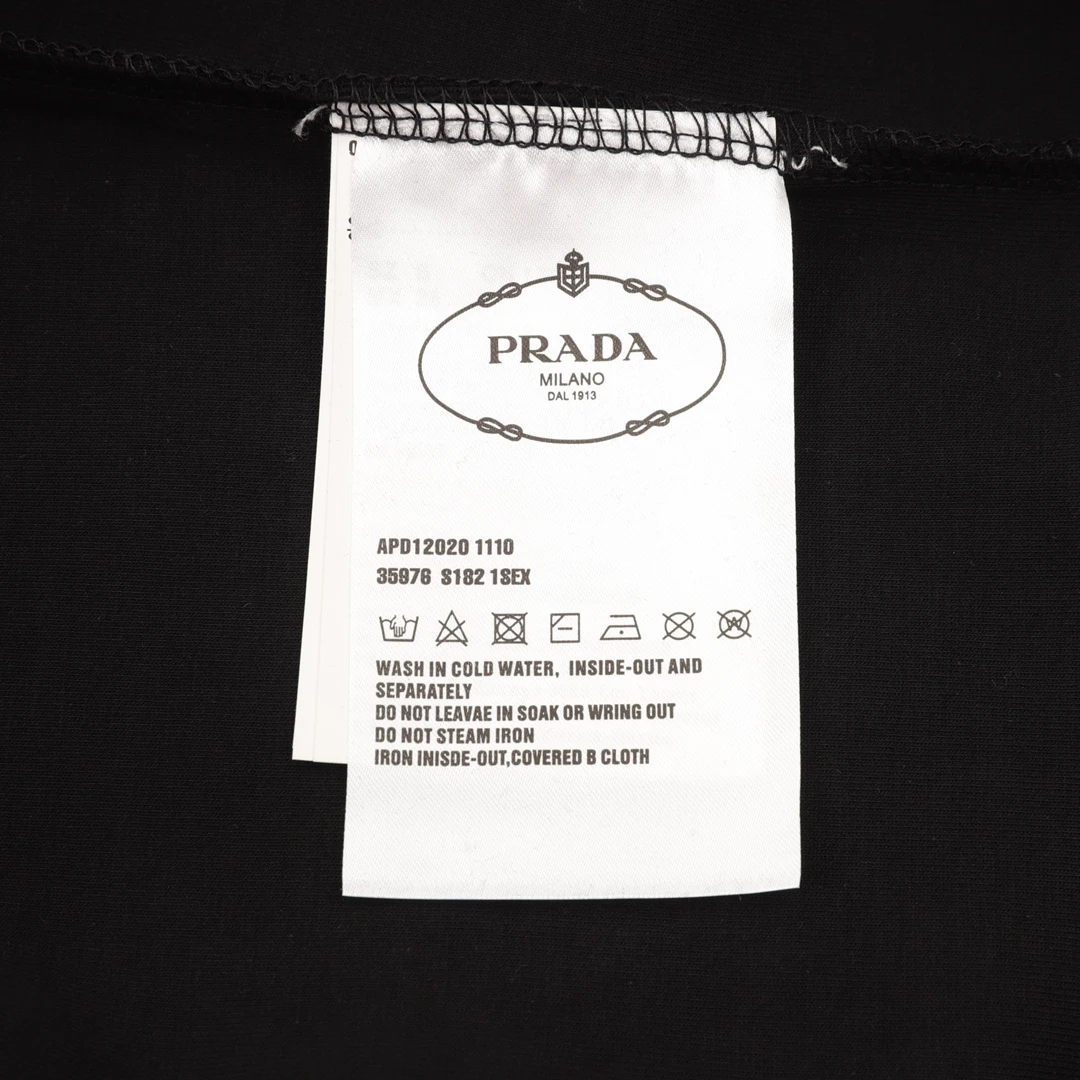 PRADA
MILANO
DAL 1913
APD12020 1110
35976 S182 1SEX
WASH IN COLD WATER, INSIDE-OUT AND
SEPARATELY
DO NOT LEAVAE IN SOAK OR WRING OUT
DO NOT STEAM IRON
IRON INISDE-OUT,COVERED B CLOTH